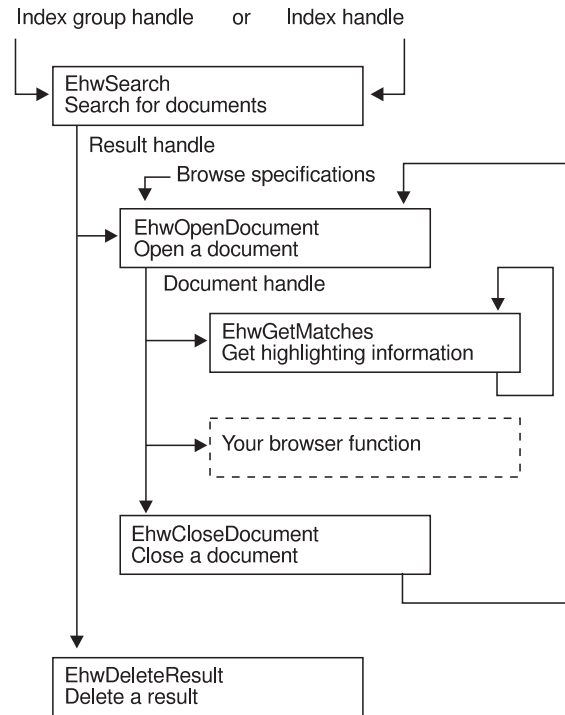 Index group handle or Index handle
EhwSearch
Search for documents
Result handle
Browse specifications
EhwOpenDocument
Open a document
Document handle
EhwGetMatches
Get highlighting information
Your browser function
EhwCloseDocument
Close a document
EhwDeleteResult
Delete a result